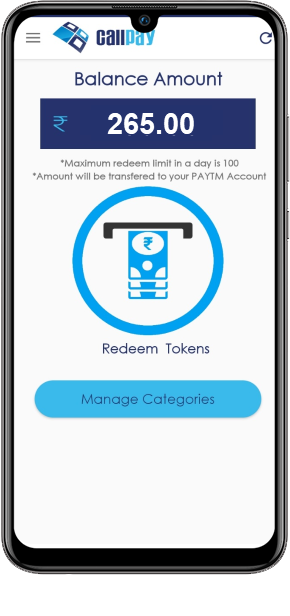 callpay
Balance Amount
₹ 265.00
*Maximum redeem limit in a day is 100
*Amount will be transfered to your PAYTM Account
₹
Redeem Tokens
Manage Categories